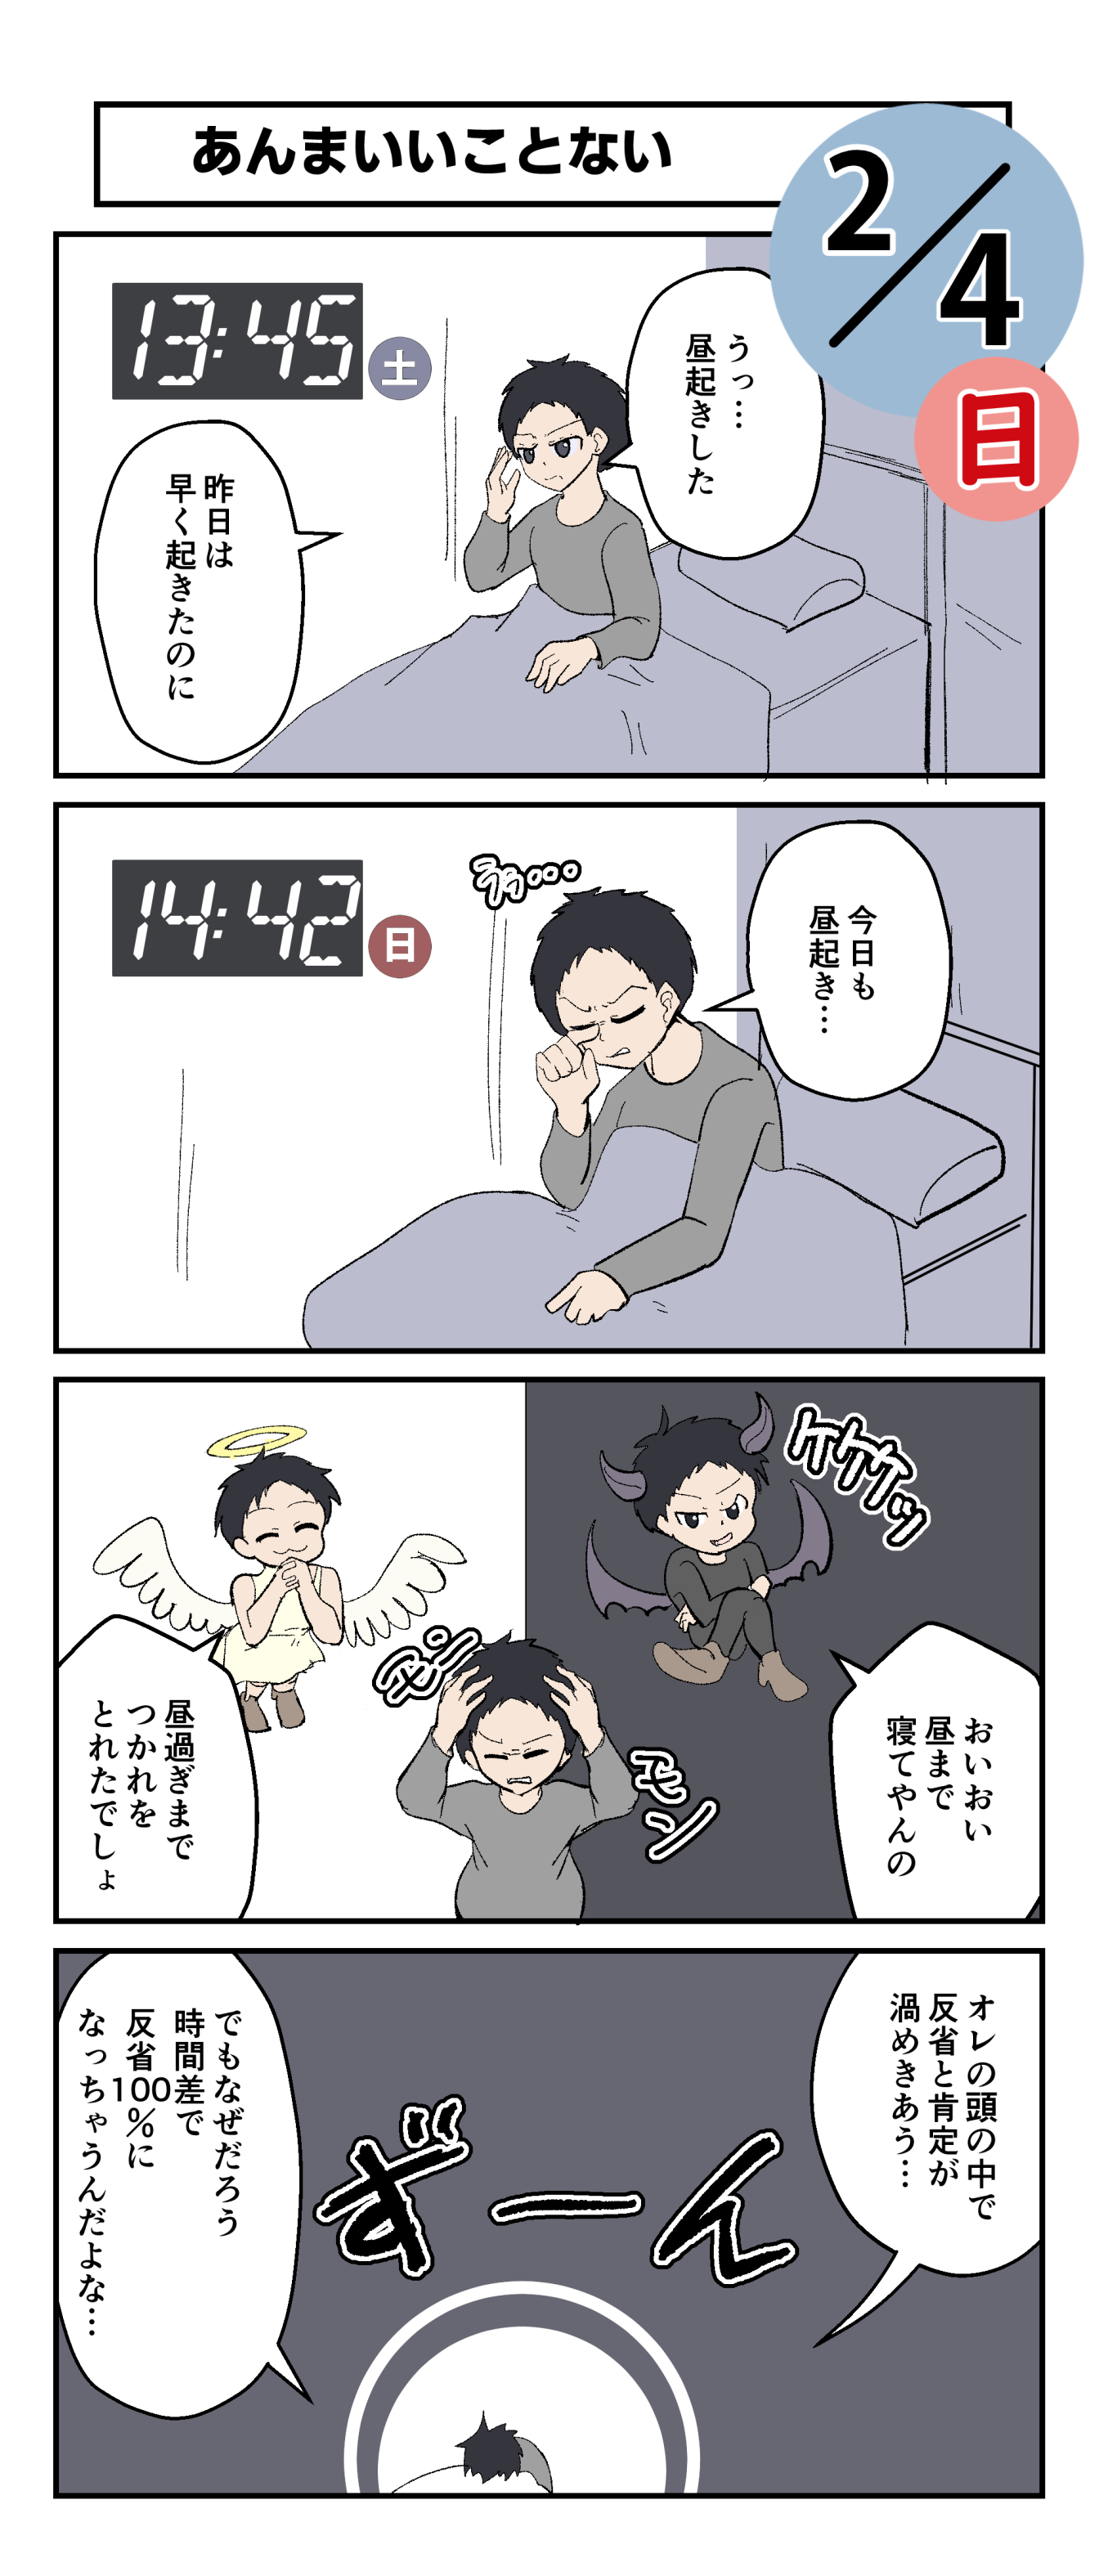 あんまいいことない
2/4
日
13:45
土
うっ…
昼起きした
昨日は
早く起きたのに
14:42
日
今日も
昼起き…
うう…
ケケケッ
おいおい
昼まで
寝てやんの
モン
モン
昼過ぎまで
つかれを
とれたでしょ
オレの頭の中で
反省と肯定が
渦めきあう…
ずーん
でもなぜだろう
時間差で
反省100%に
なっちゃうんだよな…